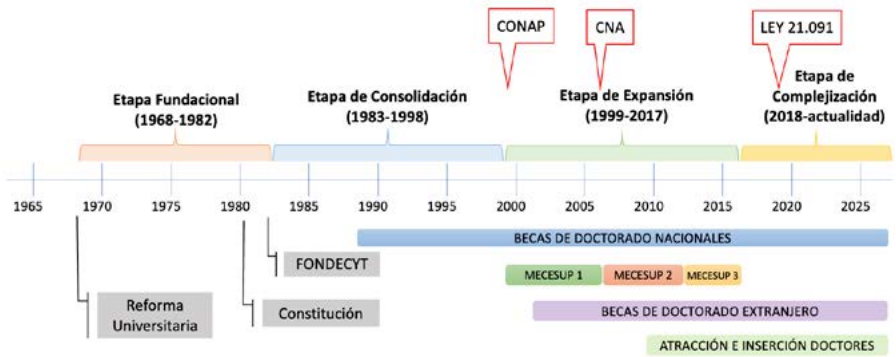 CONAP
CNA
LEY 21.091
Etapa Fundacional
(1968-1982)
Etapa de Consolidación
(1983-1998)
Etapa de Expansión
(1999-2017)
Etapa de
Complejización
(2018-actualidad)
1965 1970 1975 1980 1985 1990 1995 2000 2005 2010 2015 2020 2025
BECAS DE DOCTORADO NACIONALES
FONDECYT
MECESUP 1
MECESUP 2
MECESUP 3
Reforma
Universitaria
Constitución
BECAS DE DOCTORADO EXTRANJERO
ATRACCIÓN E INSERCIÓN DOCTORES